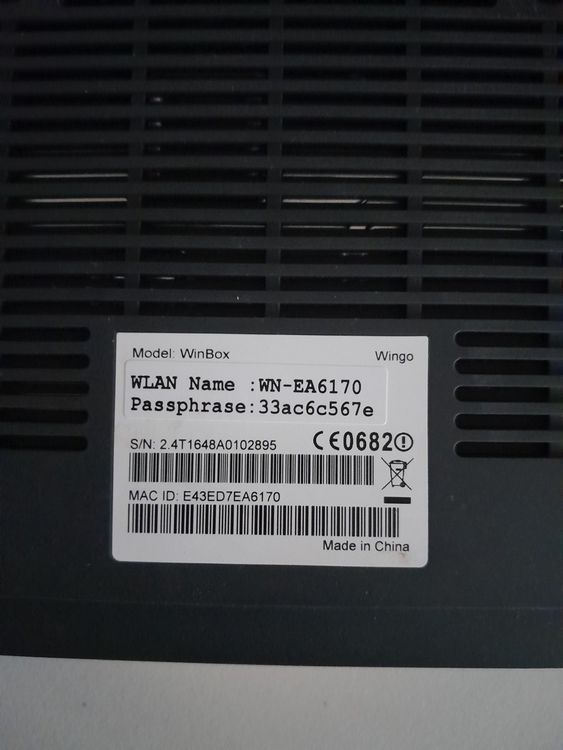 Model: WinBox Wingo
WLAN Name :WN-EA6170
Passphrase:33ac6c567e
S/N: 2.4T1648A0102895
CE0682
MAC ID: E43ED7EA6170
Made in China